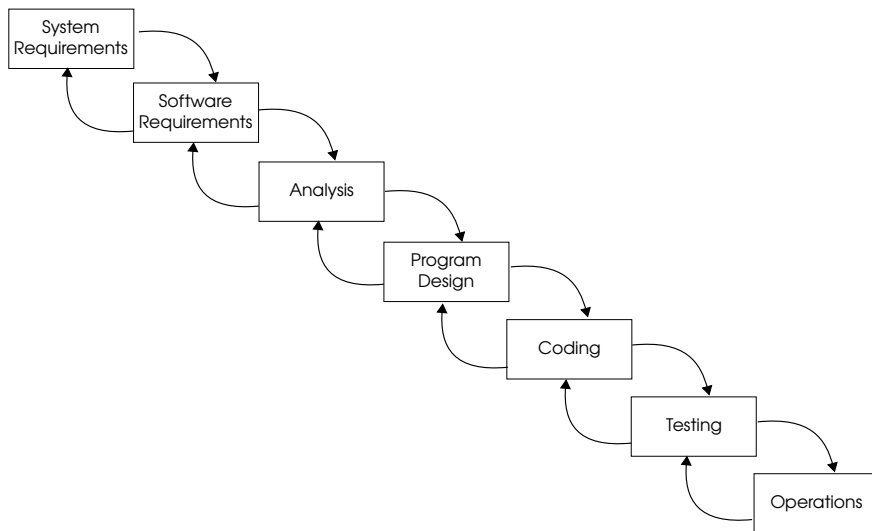 System
Requirements
Software
Requirements
Analysis
Program
Design
Coding
Testing
Operations